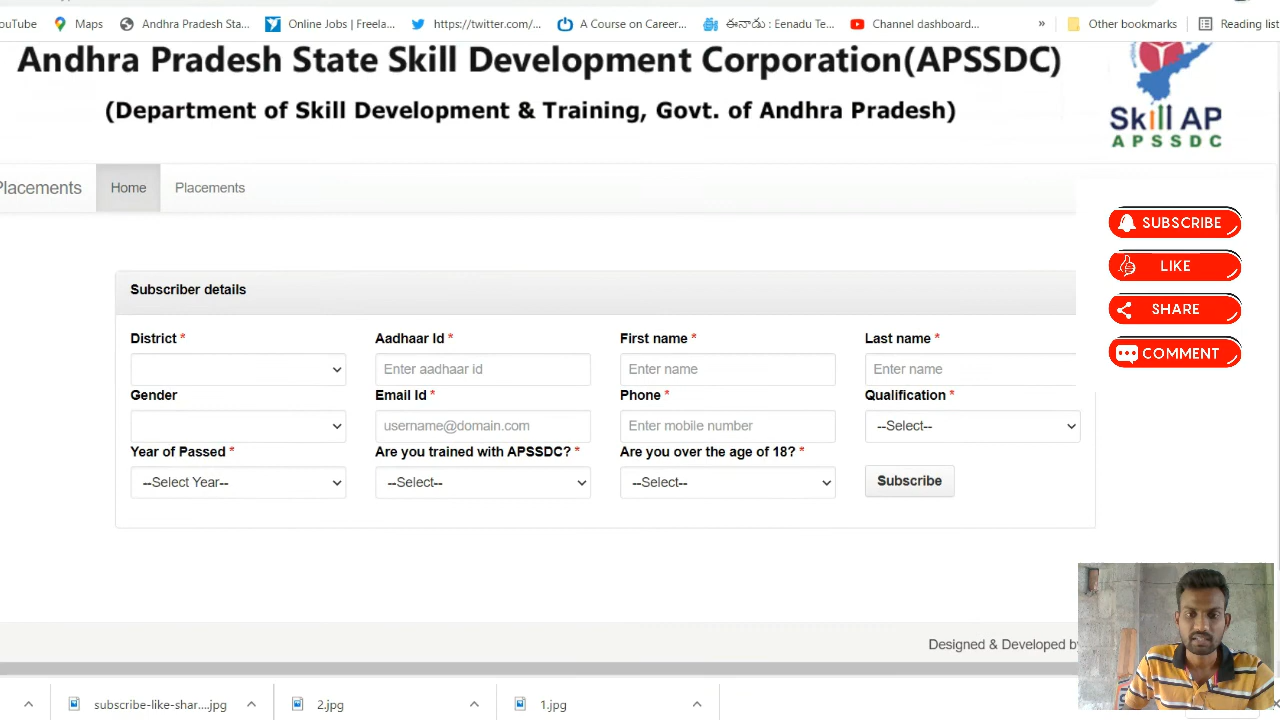 ouTube Maps Andhra Pradesh Sta... Online Jobs | Freela... https://twitter.com/... A Course on Career... ఈనాడు : Eenadu Te... Channel dashboard... » Other bookmarks Reading list
Andhra Pradesh State Skill Development Corporation(APSSDC)
(Department of Skill Development & Training, Govt. of Andhra Pradesh)
Skill AP
APSSDC
Placements Home Placements
SUBSCRIBE
LIKE
SHARE
COMMENT
Subscriber details
District * Aadhaar Id * First name * Last name *
Enter aadhaar id Enter name Enter name
Gender Email Id * Phone * Qualification *
username@domain.com Enter mobile number --Select--
Year of Passed * Are you trained with APSSDC? * Are you over the age of 18? *
--Select Year-- --Select-- --Select-- Subscribe
Designed & Developed by
subscribe-like-shar....jpg 2.jpg 1.jpg